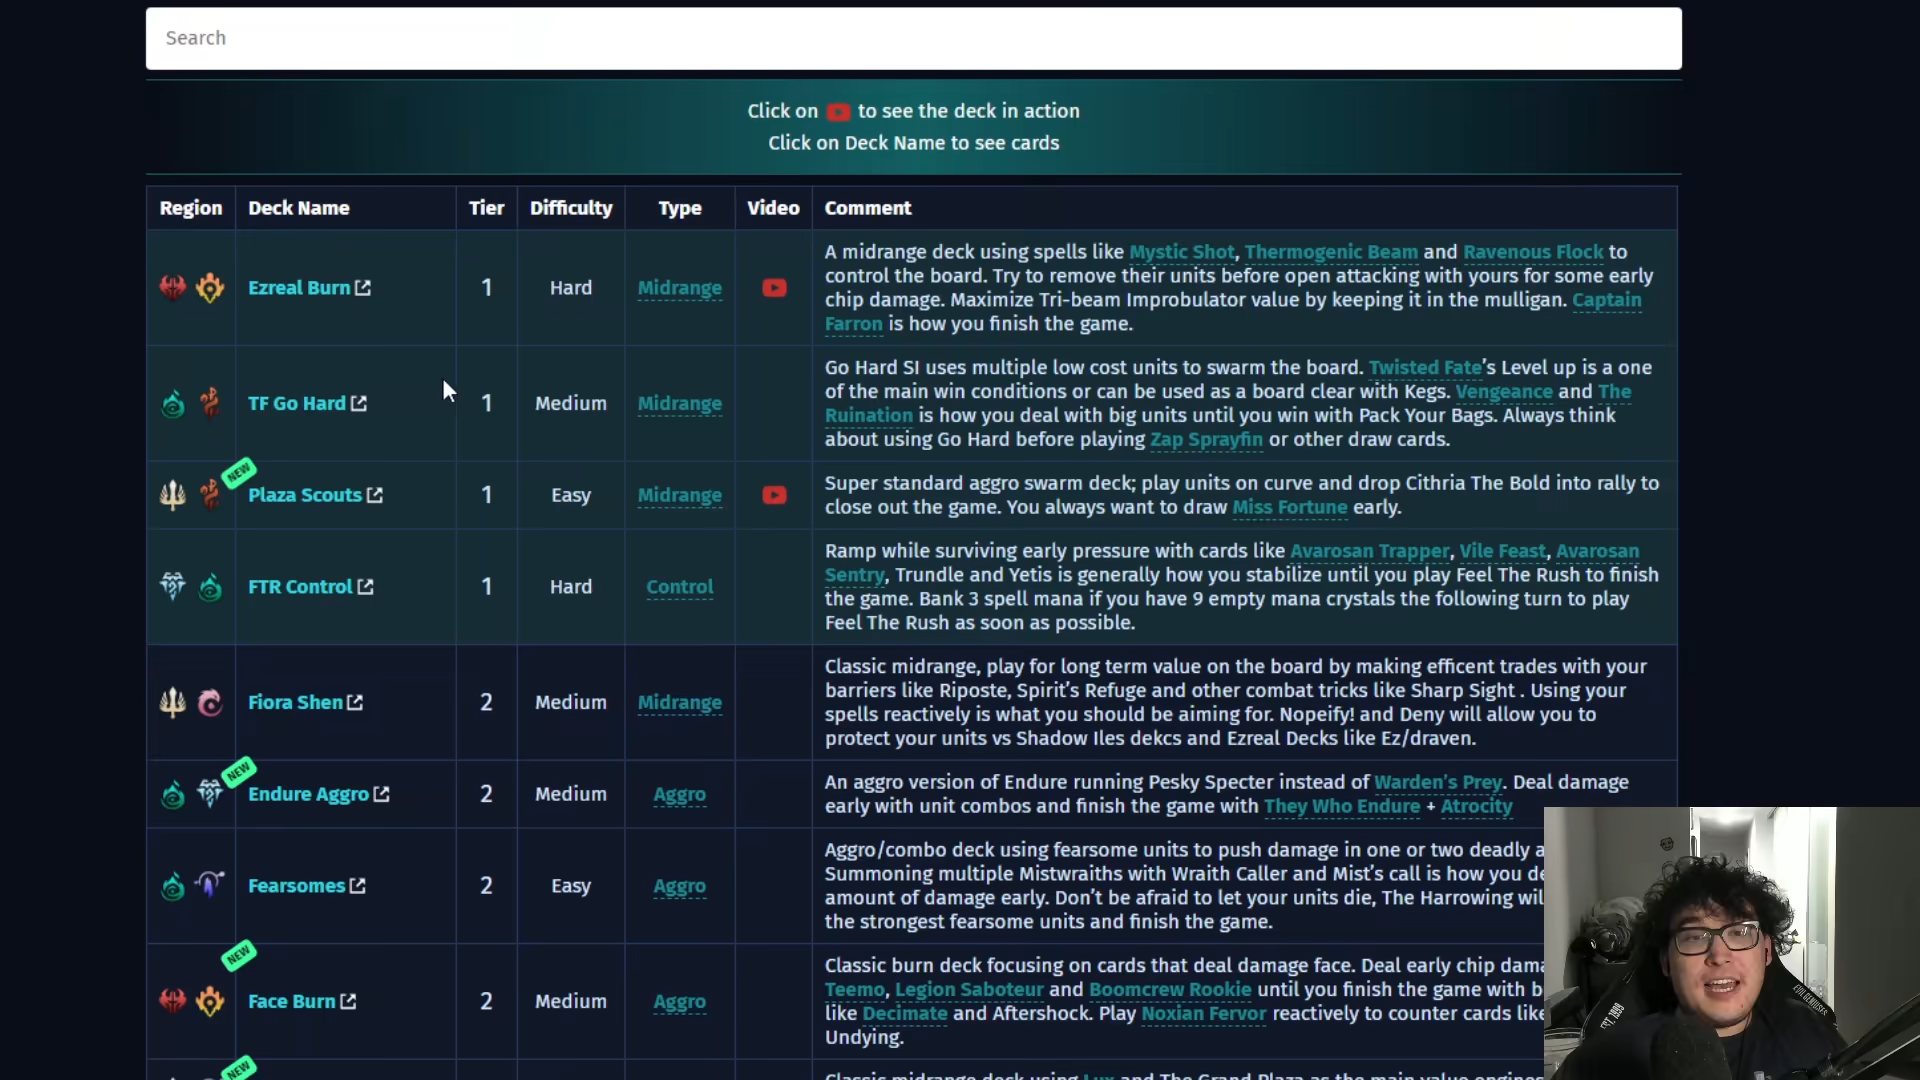 Search
Click on to see the deck in action
Click on Deck Name to see cards
Region Deck Name Tier Difficulty Type Video Comment
Ezreal Burn 1 Hard Midrange
A midrange deck using spells like Mystic Shot, Thermogenic Beam and Ravenous Flock to
control the board. Try to remove their units before open attacking with yours for some early
chip damage. Maximize Tri-beam Improbulator value by keeping it in the mulligan. Captain
Farron is how you finish the game.
TF Go Hard 1 Medium Midrange
Go Hard SI uses multiple low cost units to swarm the board. Twisted Fate's Level up is a one
of the main win conditions or can be used as a board clear with Kegs. Vengeance and The
Ruination is how you deal with big units until you win with Pack Your Bags. Always think
about using Go Hard before playing Zap Sprayfin or other draw cards.
NEW
Plaza Scouts 1 Easy Midrange
Super standard aggro swarm deck; play units on curve and drop Cithria The Bold into rally to
close out the game. You always want to draw Miss Fortune early.
FTR Control 1 Hard Control
Ramp while surviving early pressure with cards like Avarosan Trapper, Vile Feast, Avarosan
Sentry, Trundle and Yetis is generally how you stabilize until you play Feel The Rush to finish
the game. Bank 3 spell mana if you have 9 empty mana crystals the following turn to play
Feel The Rush as soon as possible.
Fiora Shen 2 Medium Midrange
Classic midrange, play for long term value on the board by making efficent trades with your
barriers like Riposte, Spirit's Refuge and other combat tricks like Sharp Sight . Using your
spells reactively is what you should be aiming for. Nopeify! and Deny will allow you to
protect your units vs Shadow Iles dekcs and Ezreal Decks like Ez/draven.
NEW
Endure Aggro 2 Medium Aggro
An aggro version of Endure running Pesky Specter instead of Warden's Prey. Deal damage
early with unit combos and finish the game with They Who Endure + Atrocity
Fearsomes 2 Easy Aggro
Aggro/combo deck using fearsome units to push damage in one or two deadly a
Summoning multiple Mistwraiths with Wraith Caller and Mist's call is how you de
amount of damage early. Don't be afraid to let your units die, The Harrowing wil
the strongest fearsome units and finish the game.
NEW
Face Burn 2 Medium Aggro
Classic burn deck focusing on cards that deal damage face. Deal early chip dama
Teemo, Legion Saboteur and Boomcrew Rookie until you finish the game with b
like Decimate and Aftershock. Play Noxian Fervor reactively to counter cards like
Undying.
NEW
Classic midrange deck using Lux and The Grand Plaza as the main value engines